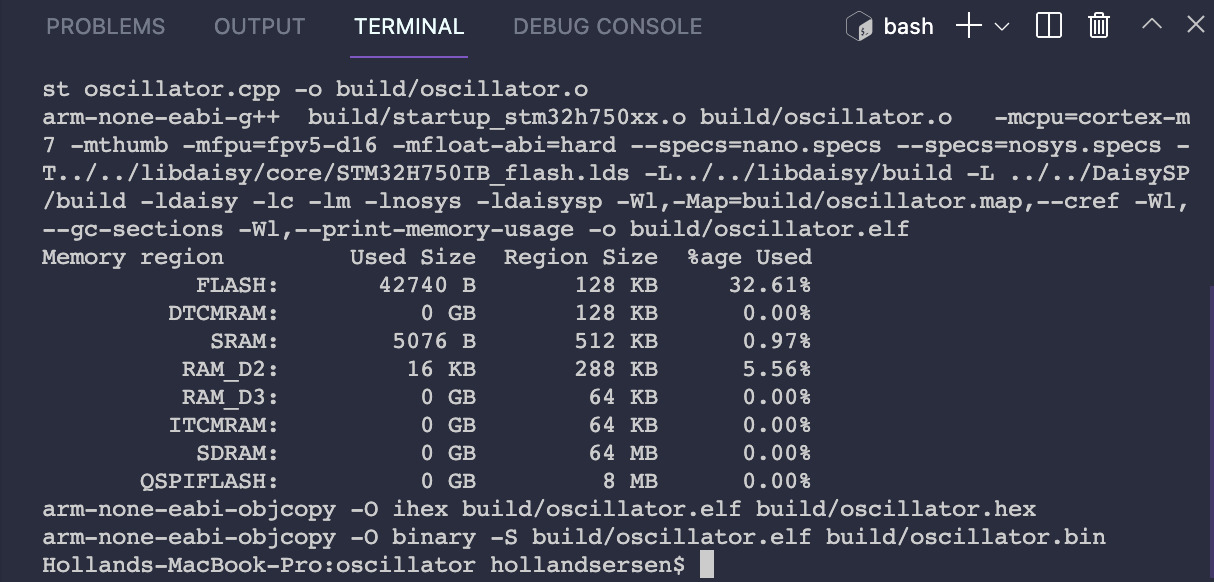 PROBLEMS OUTPUT TERMINAL DEBUG CONSOLE bash
st oscillator.cpp -o build/oscillator.o
arm-none-eabi-g++  build/startup_stm32h750xx.o build/oscillator.o   -mcpu=cortex-m
7 -mthumb -mfpu=fpv5-d16 -mfloat-abi=hard --specs=nano.specs --specs=nosys.specs -
T../../libdaisy/core/STM32H750IB_flash.lds -L../../libdaisy/build -L ../../DaisySP
/build -ldaisy -lc -lm -lnosys -ldaisysp -Wl,-Map=build/oscillator.map,--cref -Wl,
--gc-sections -Wl,--print-memory-usage -o build/oscillator.elf
Memory region         Used Size  Region Size  %age Used
           FLASH:       42740 B       128 KB     32.61%
         DTCMRAM:          0 GB       128 KB      0.00%
            SRAM:        5076 B       512 KB      0.97%
          RAM_D2:         16 KB       288 KB      5.56%
          RAM_D3:          0 GB        64 KB      0.00%
         ITCMRAM:          0 GB        64 KB      0.00%
           SDRAM:          0 GB        64 MB      0.00%
       QSPIFLASH:          0 GB         8 MB      0.00%
arm-none-eabi-objcopy -O ihex build/oscillator.elf build/oscillator.hex
arm-none-eabi-objcopy -O binary -S build/oscillator.elf build/oscillator.bin
Hollands-MacBook-Pro:oscillator hollandsersen$